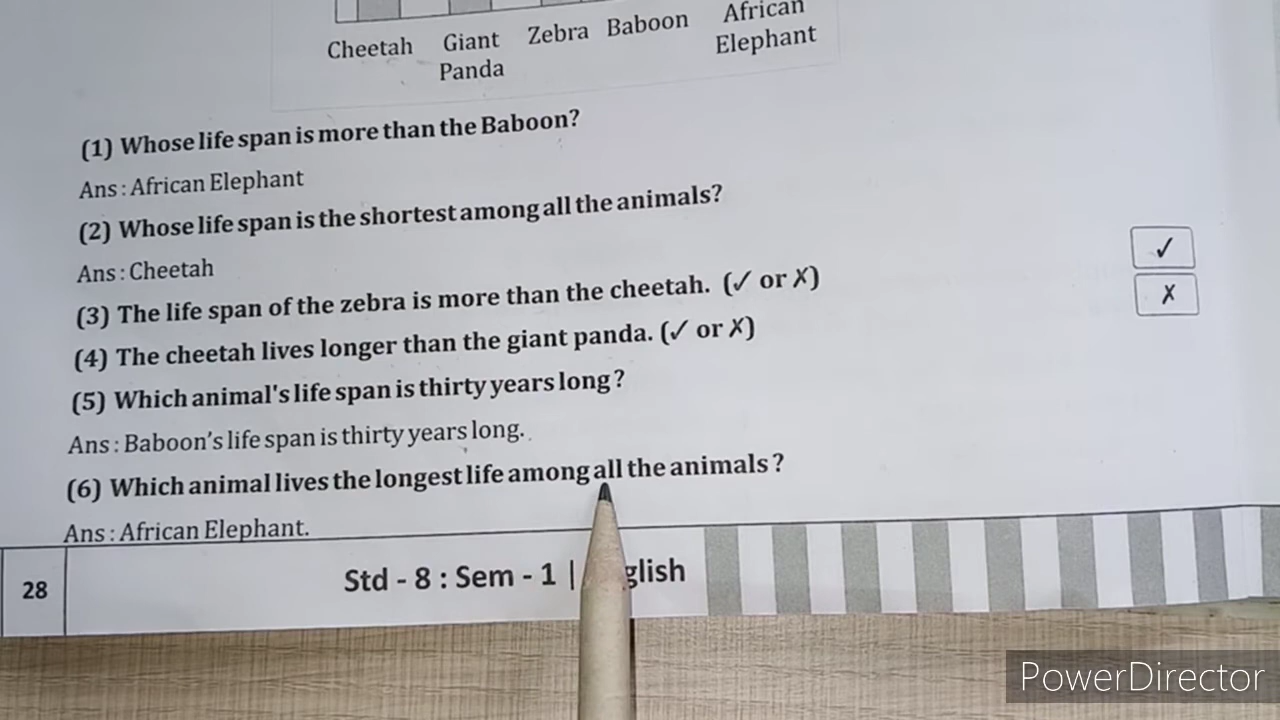 Cheetah Giant Panda Zebra Baboon African Elephant
(1) Whose life span is more than the Baboon?
Ans : African Elephant
(2) Whose life span is the shortest among all the animals?
Ans : Cheetah
(3) The life span of the zebra is more than the cheetah. (✓ or ✗) ✓
(4) The cheetah lives longer than the giant panda. (✓ or ✗) ✗
(5) Which animal's life span is thirty years long?
Ans : Baboon's life span is thirty years long.
(6) Which animal lives the longest life among all the animals?
Ans : African Elephant.
28 Std - 8 : Sem - 1 | glish
PowerDirector